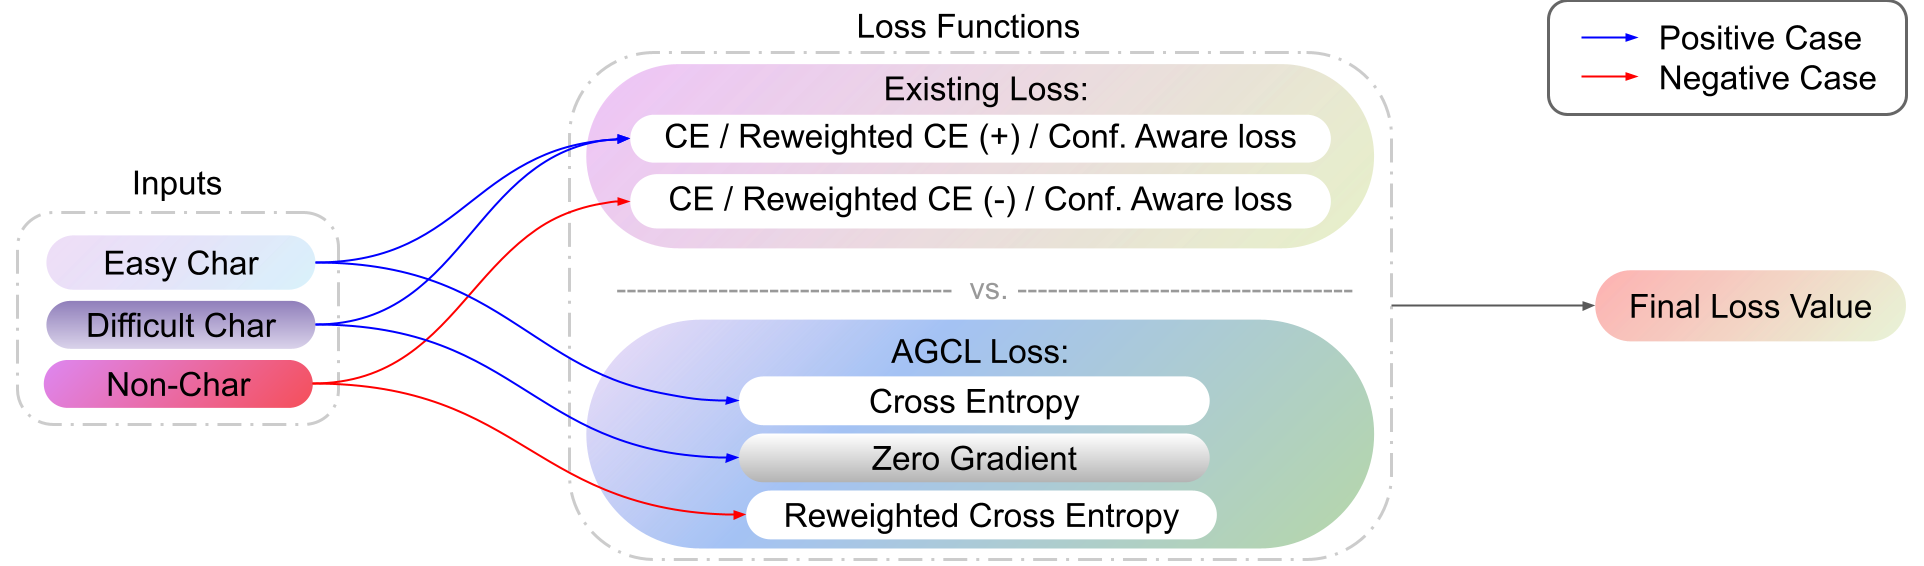 Loss Functions
Positive Case
Negative Case
Existing Loss:
CE / Reweighted CE (+) / Conf. Aware loss
CE / Reweighted CE (-) / Conf. Aware loss
Inputs
Easy Char
Difficult Char
Non-Char
vs.
AGCL Loss:
Cross Entropy
Zero Gradient
Reweighted Cross Entropy
Final Loss Value